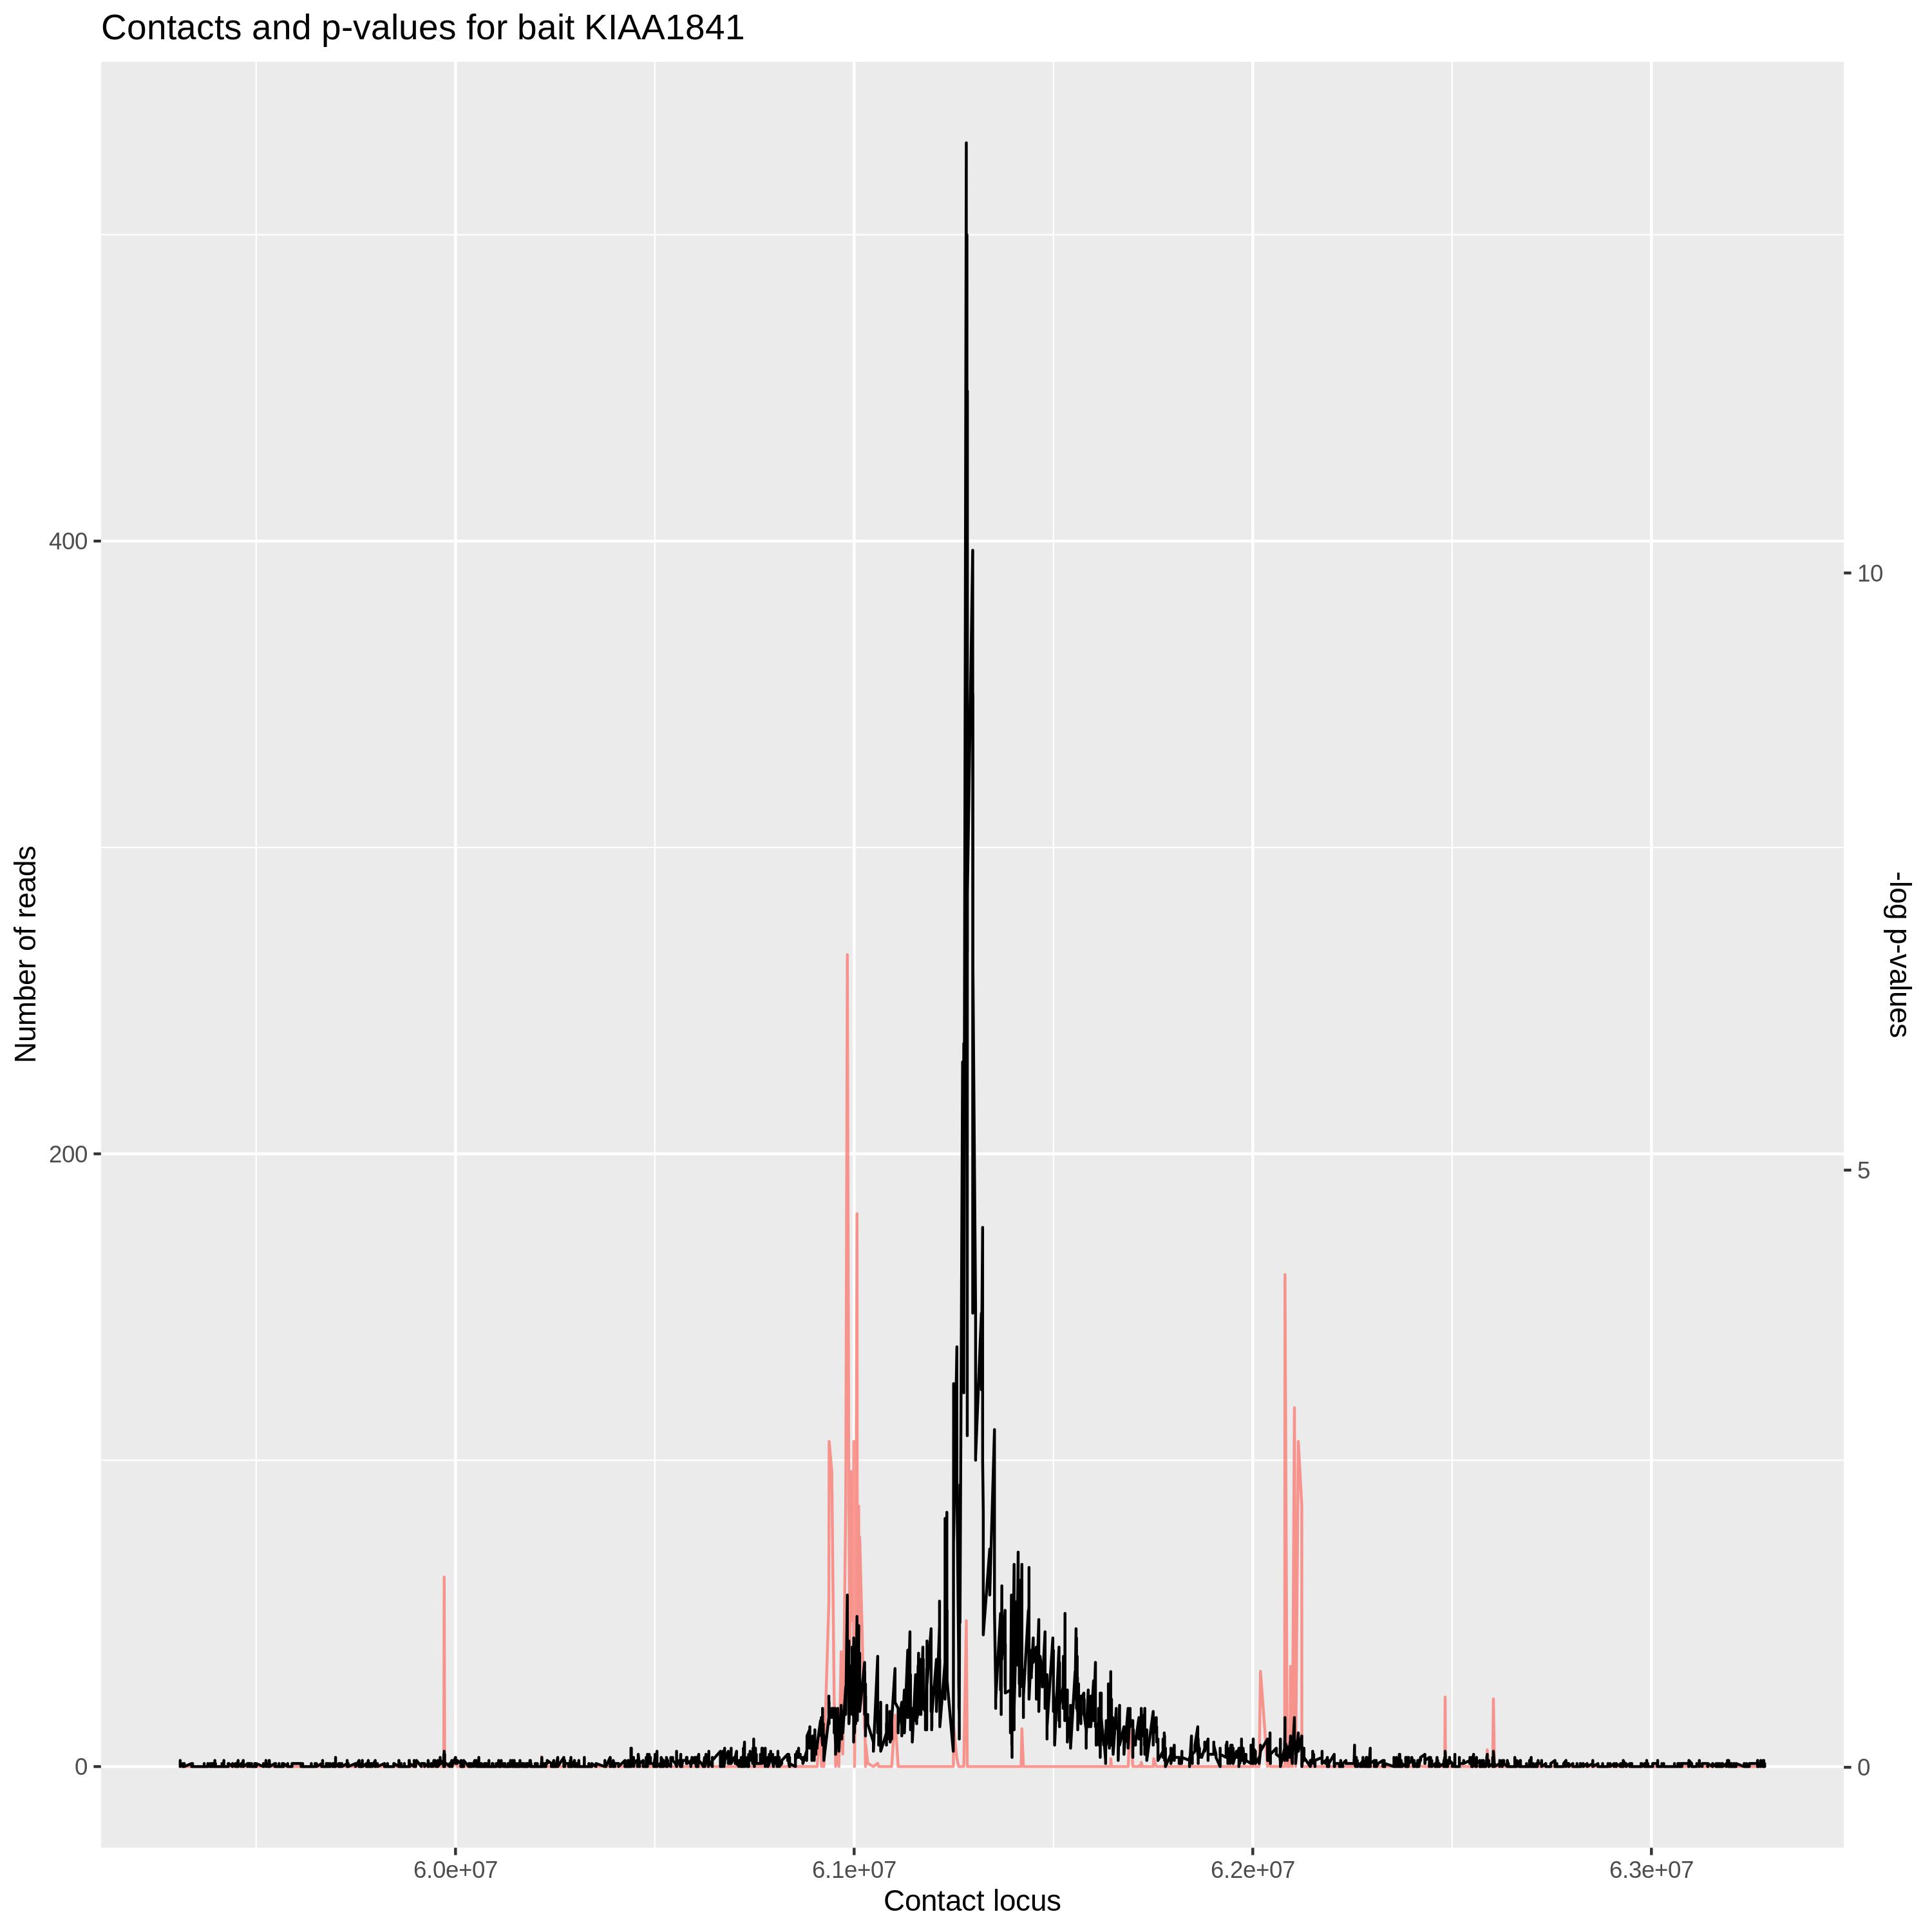 Contacts and p-values for bait KIAA1841
Number of reads
400
200
0
10
5
0
-log p-values
6.0e+07
6.1e+07
6.2e+07
6.3e+07
Contact locus